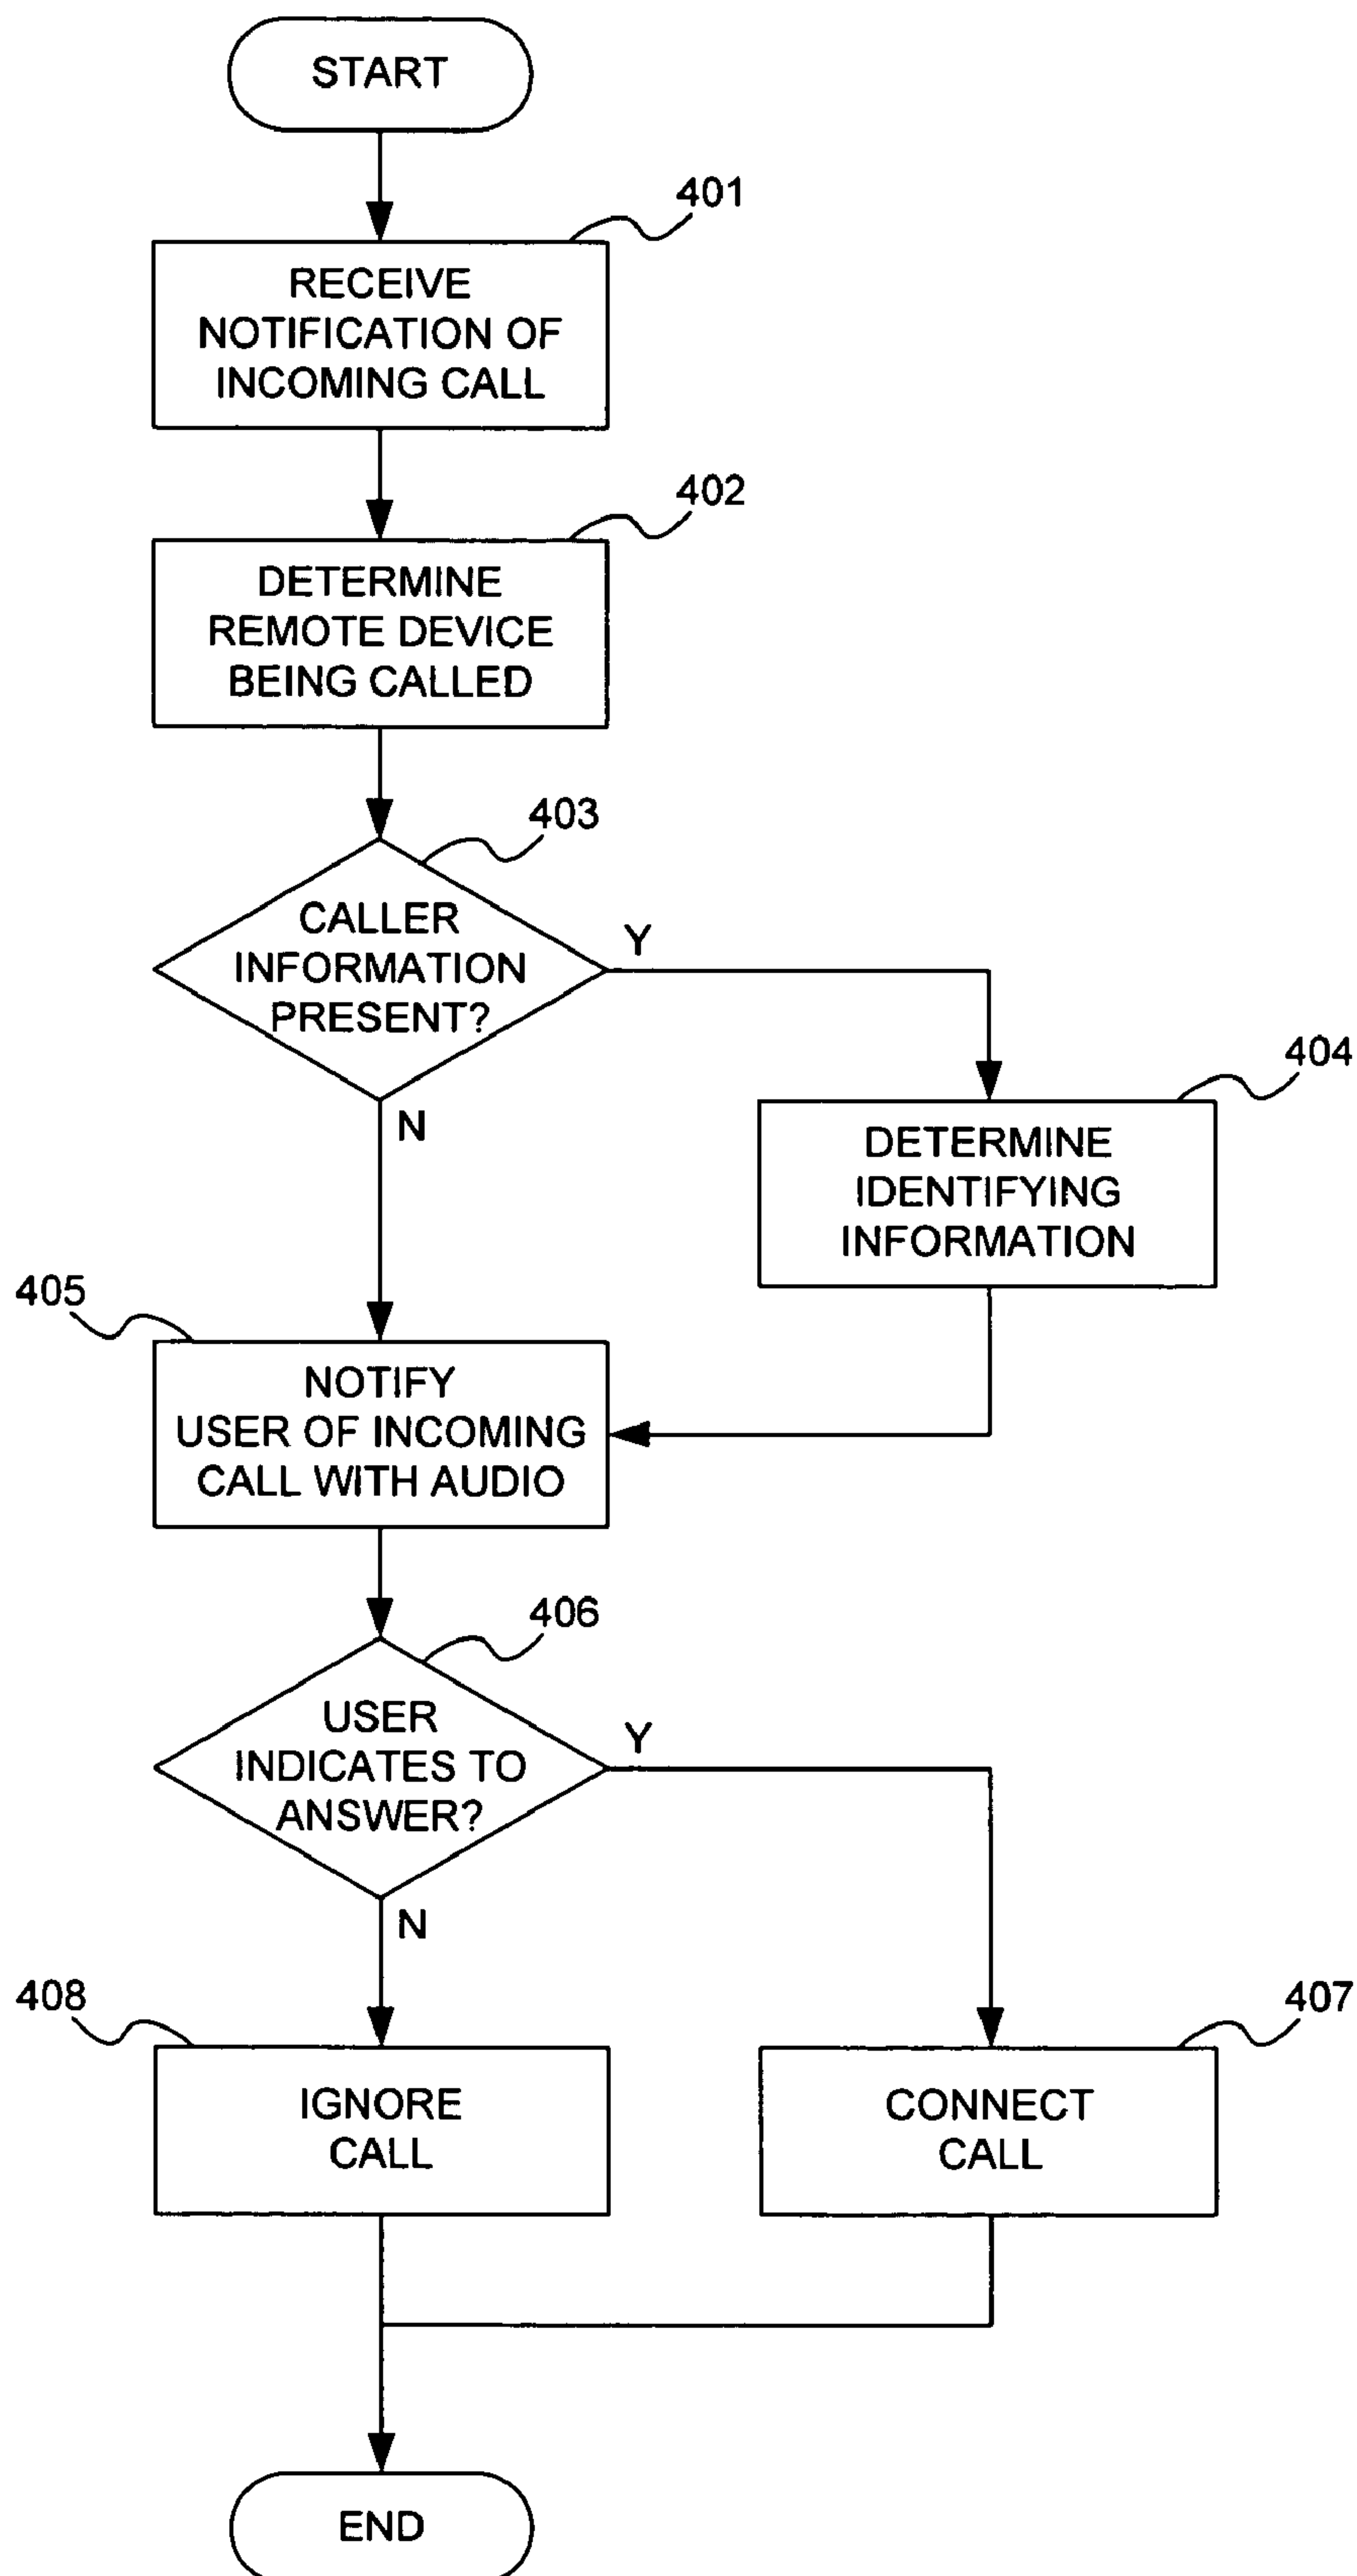 START
401
RECEIVE
NOTIFICATION OF
INCOMING CALL
402
DETERMINE
REMOTE DEVICE
BEING CALLED
403
CALLER
INFORMATION
PRESENT?
Y
N
404
DETERMINE
IDENTIFYING
INFORMATION
405
NOTIFY
USER OF INCOMING
CALL WITH AUDIO
406
USER
INDICATES TO
ANSWER?
Y
N
408
IGNORE
CALL
407
CONNECT
CALL
END